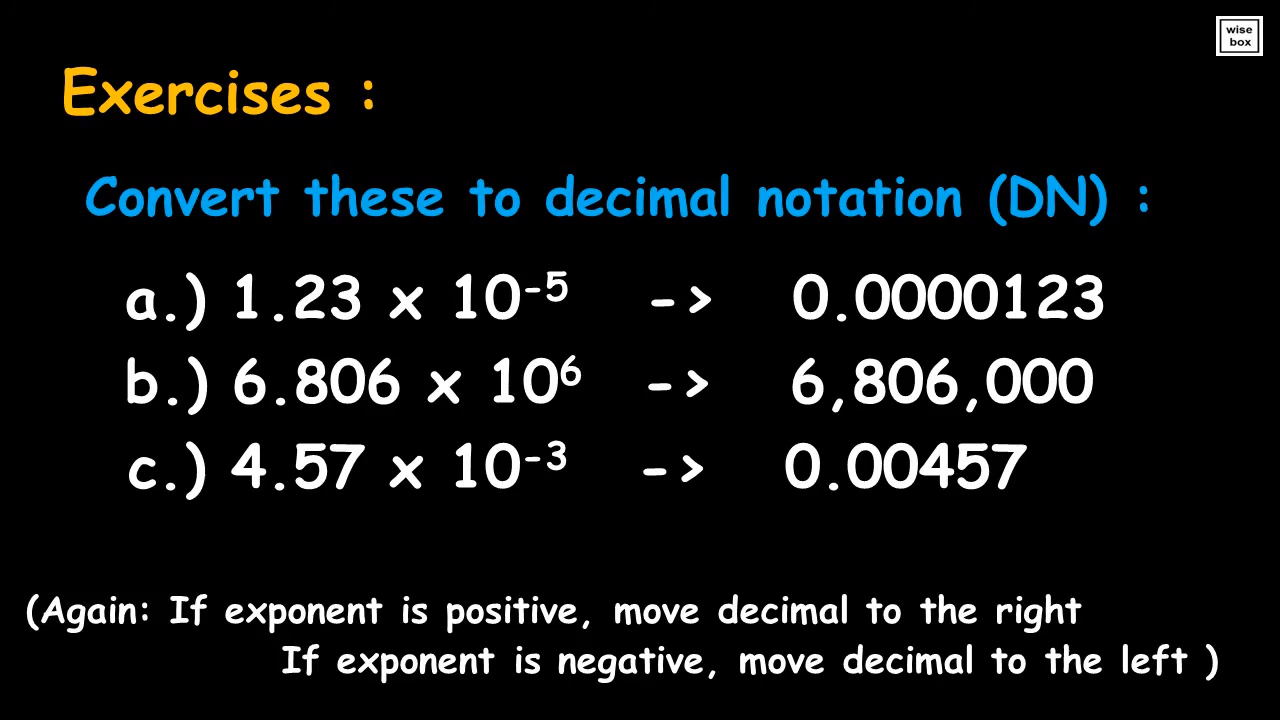 wise
box
Exercises :
Convert these to decimal notation (DN) :
a.) 1.23 x 10⁻⁵ -> 0.0000123
b.) 6.806 x 10⁶ -> 6,806,000
c.) 4.57 x 10⁻³ -> 0.00457
(Again: If exponent is positive, move decimal to the right
If exponent is negative, move decimal to the left )